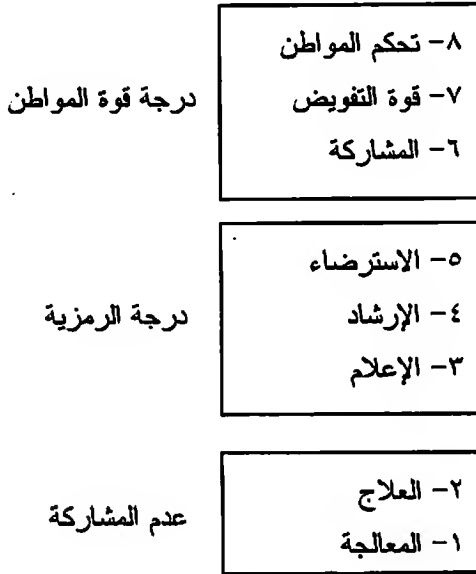 ٨- تحكم المواطن
٧- قوة التفويض
درجة قوة المواطن
٦- المشاركة
٥- الاسترضاء
٤- الإرشاد
درجة الرمزية
٣- الإعلام
٢- العلاج
عدم المشاركة
١- المعالجة